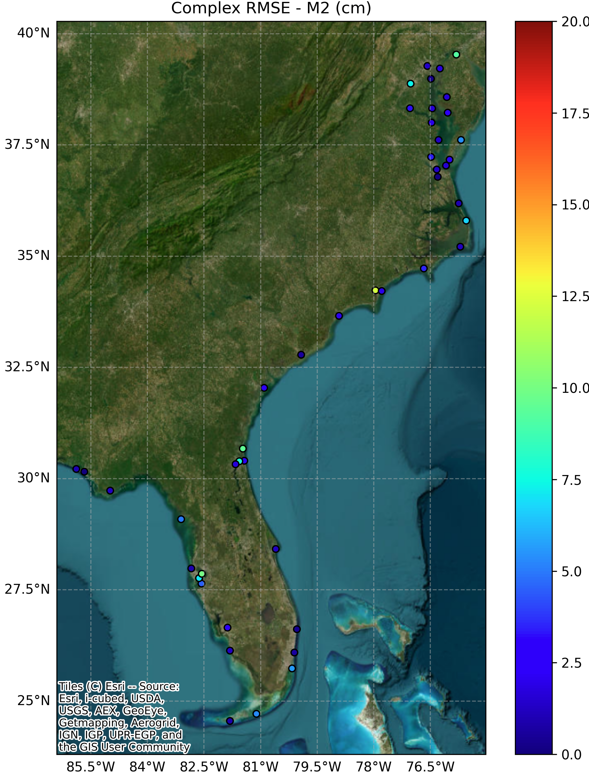 Complex RMSE - M2 (cm)
40°N
37.5°N
35°N
32.5°N
30°N
27.5°N
25°N
Tiles (C) Esri -- Source:
Esri, i-cubed, USDA,
USGS, AEX, GeoEye,
Getmapping, Aerogrid,
IGN, IGP, UPR-EGP, and
the GIS User Community
85.5°W 84°W 82.5°W 81°W 79.5°W 78°W 76.5°W
20.0
17.5
15.0
12.5
10.0
7.5
5.0
2.5
0.0